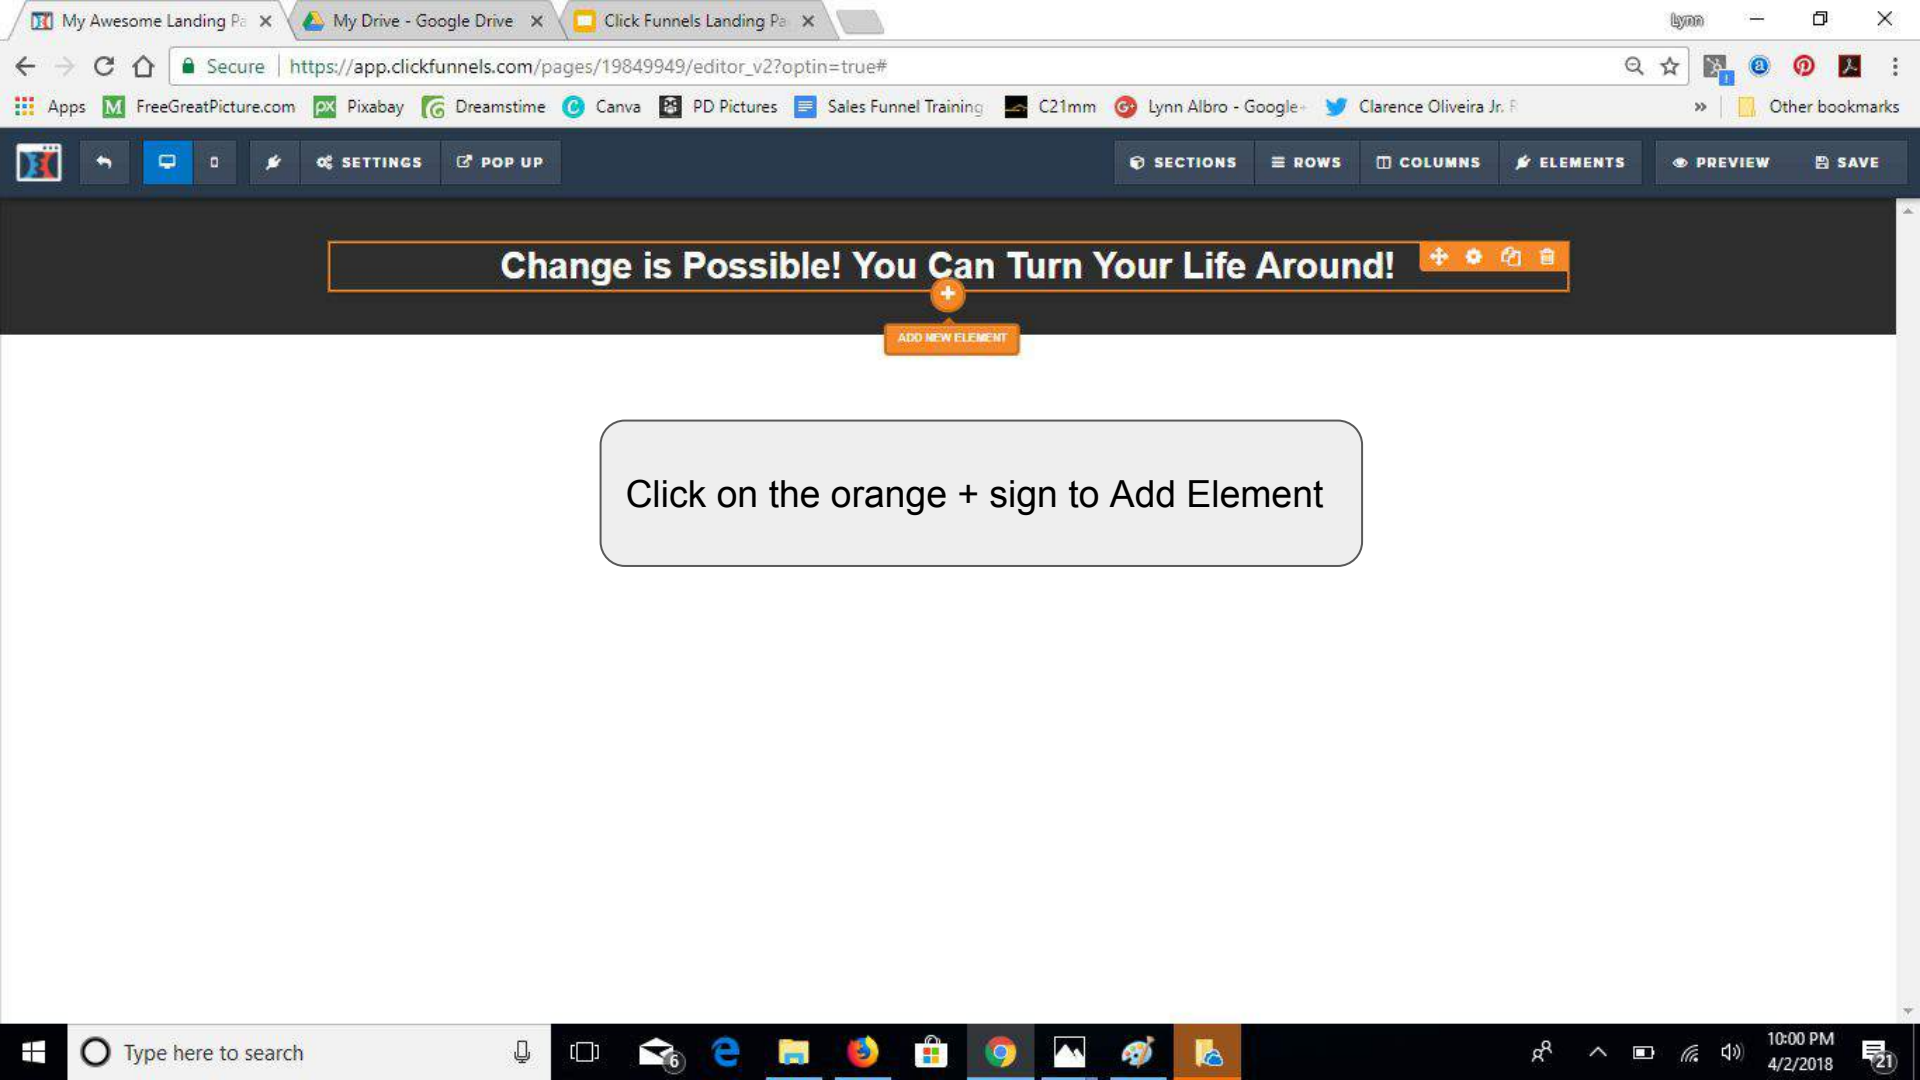 My Awesome Landing Pa
My Drive - Google Drive
Click Funnels Landing Pa
Lynn
Secure
https://app.clickfunnels.com/pages/19849949/editor_v2?optin=true#
Apps
FreeGreatPicture.com
Pixabay
Dreamstime
Canva
PD Pictures
Sales Funnel Training
C21mm
Lynn Albro - Google+
Clarence Oliveira Jr. R
»
Other bookmarks
SETTINGS
POP UP
SECTIONS
ROWS
COLUMNS
ELEMENTS
PREVIEW
SAVE
Change is Possible! You Can Turn Your Life Around!
ADD NEW ELEMENT
Click on the orange + sign to Add Element
Type here to search
6
10:00 PM
4/2/2018
21